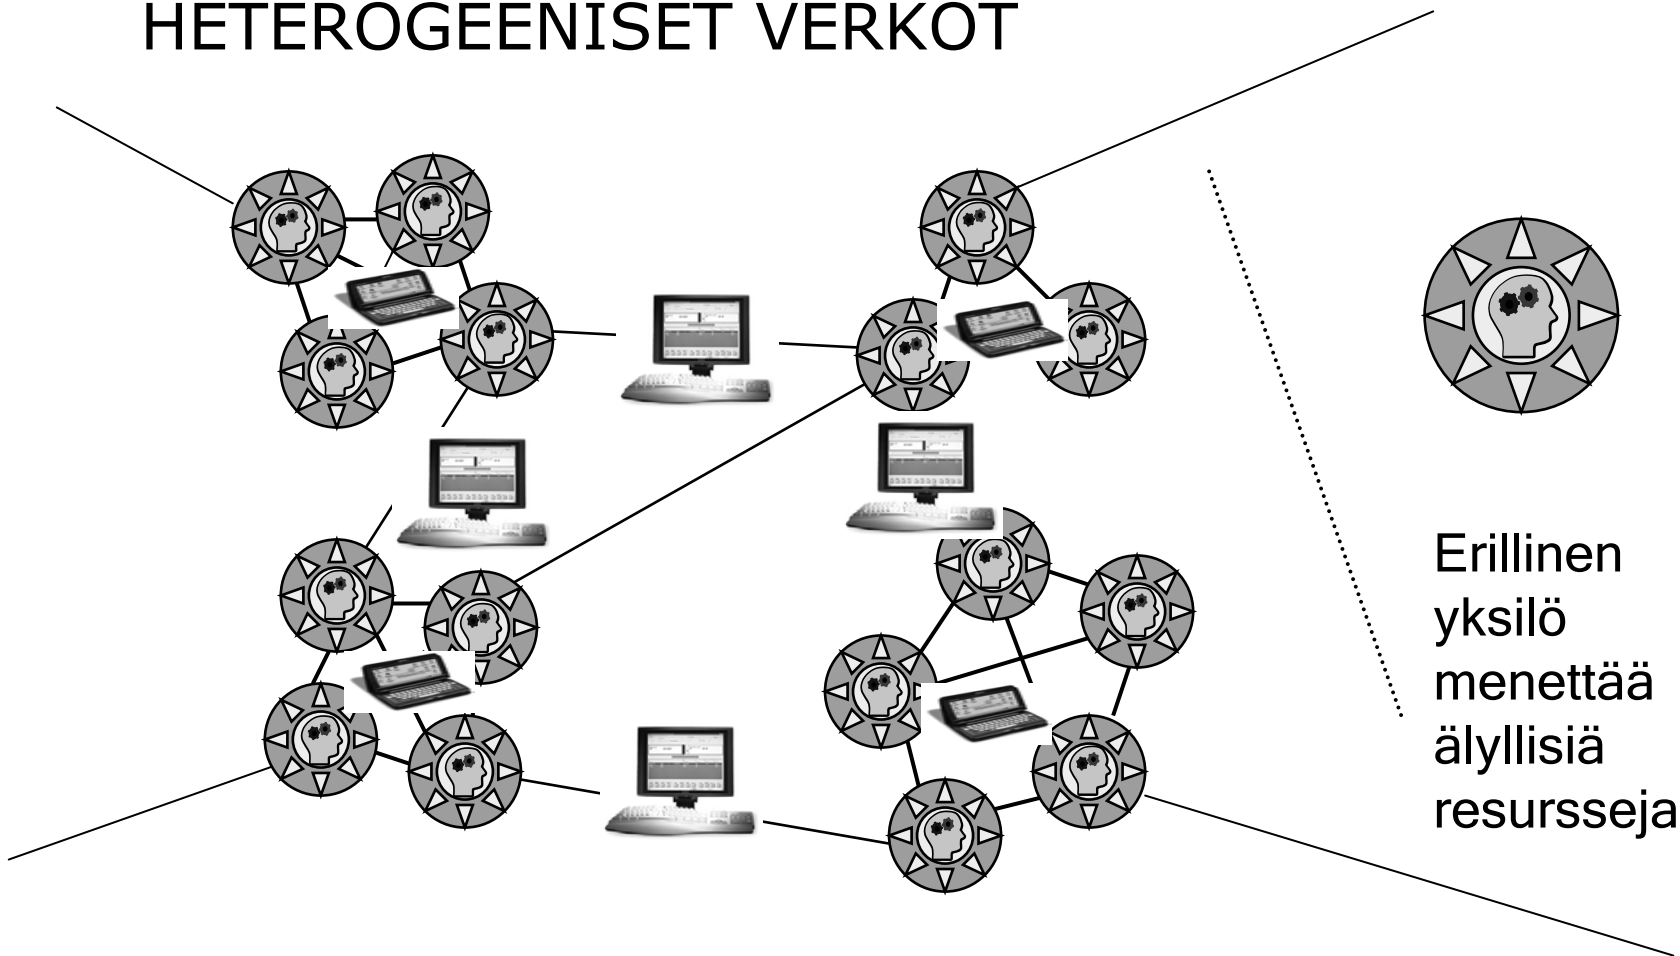 HETEROGEENISET VERKOT
Erillinen
yksilö
menettää
älyllisiä
resursseja